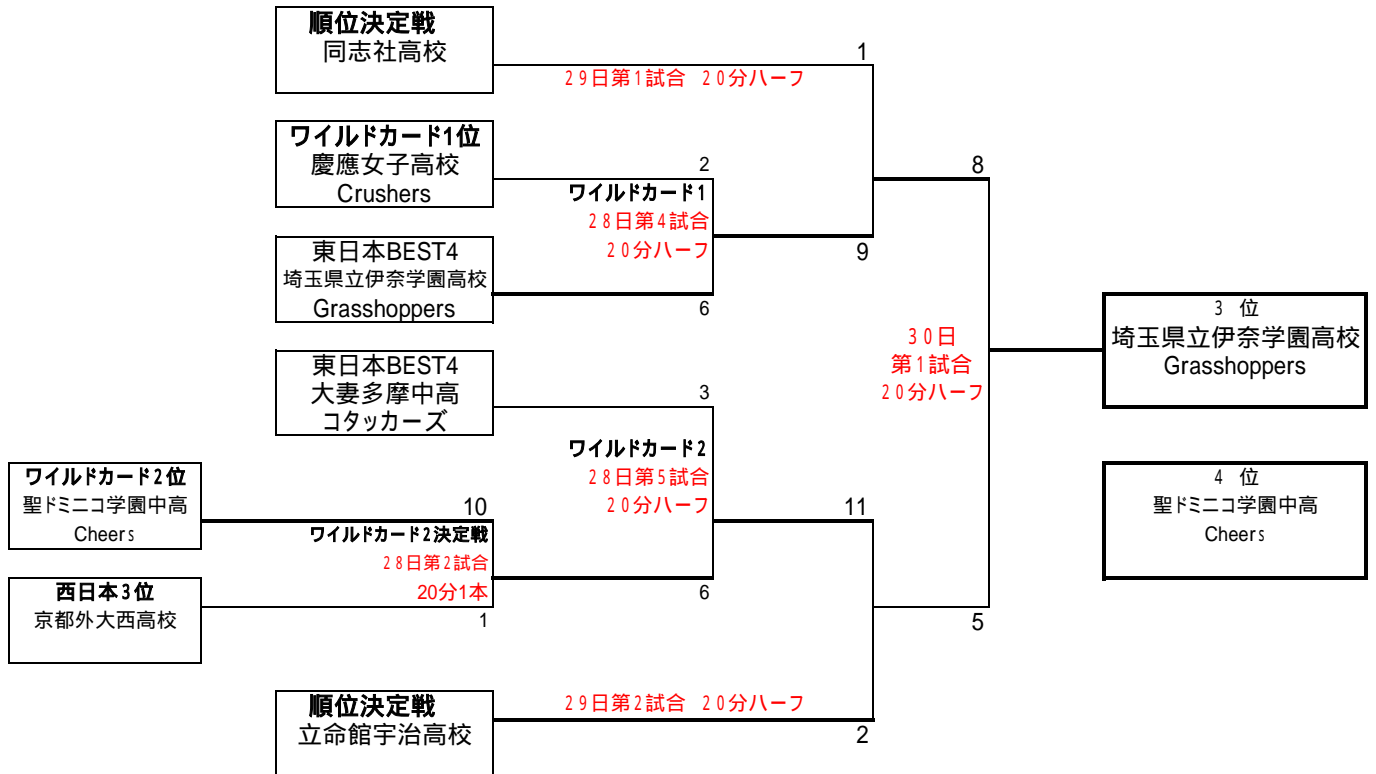 順位決定戦
同志社高校
1
29日第1試合 20分ハーフ
ワイルドカード1位
慶應女子高校
Crushers
2
8
ワイルドカード1
28日第4試合
20分ハーフ
東日本BEST4
埼玉県立伊奈学園高校
Grasshoppers
9
6
30日
第1試合
20分ハーフ
3 位
埼玉県立伊奈学園高校
Grasshoppers
東日本BEST4
大妻多摩中高
コタッカーズ
3
ワイルドカード2
28日第5試合
20分ハーフ
ワイルドカード2位
聖ドミニコ学園中高
Cheers
10
11
4 位
聖ドミニコ学園中高
Cheers
ワイルドカード2決定戦
28日第2試合
20分1本
西日本3位
京都外大西高校
1
6
5
順位決定戦
立命館宇治高校
29日第2試合 20分ハーフ
2